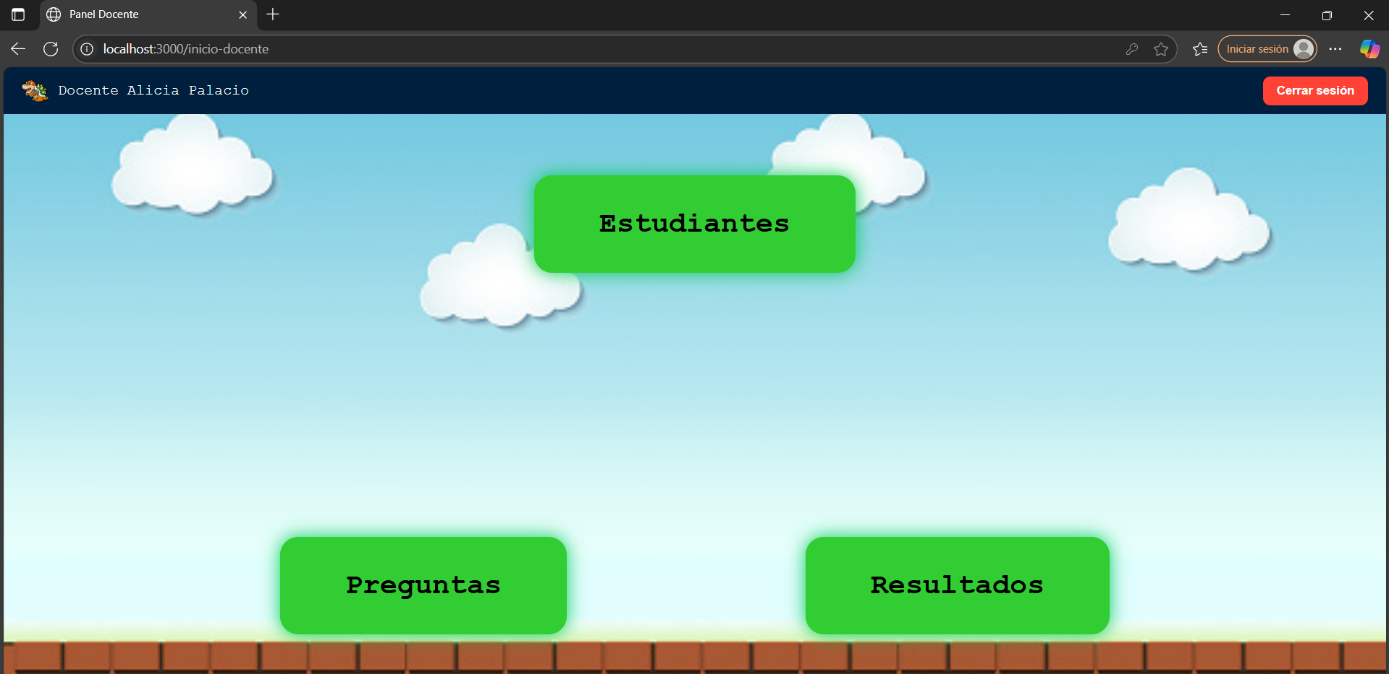 Panel Docente
localhost:3000/inicio-docente
Iniciar sesión
Docente Alicia Palacio
Cerrar sesión
Estudiantes
Preguntas
Resultados